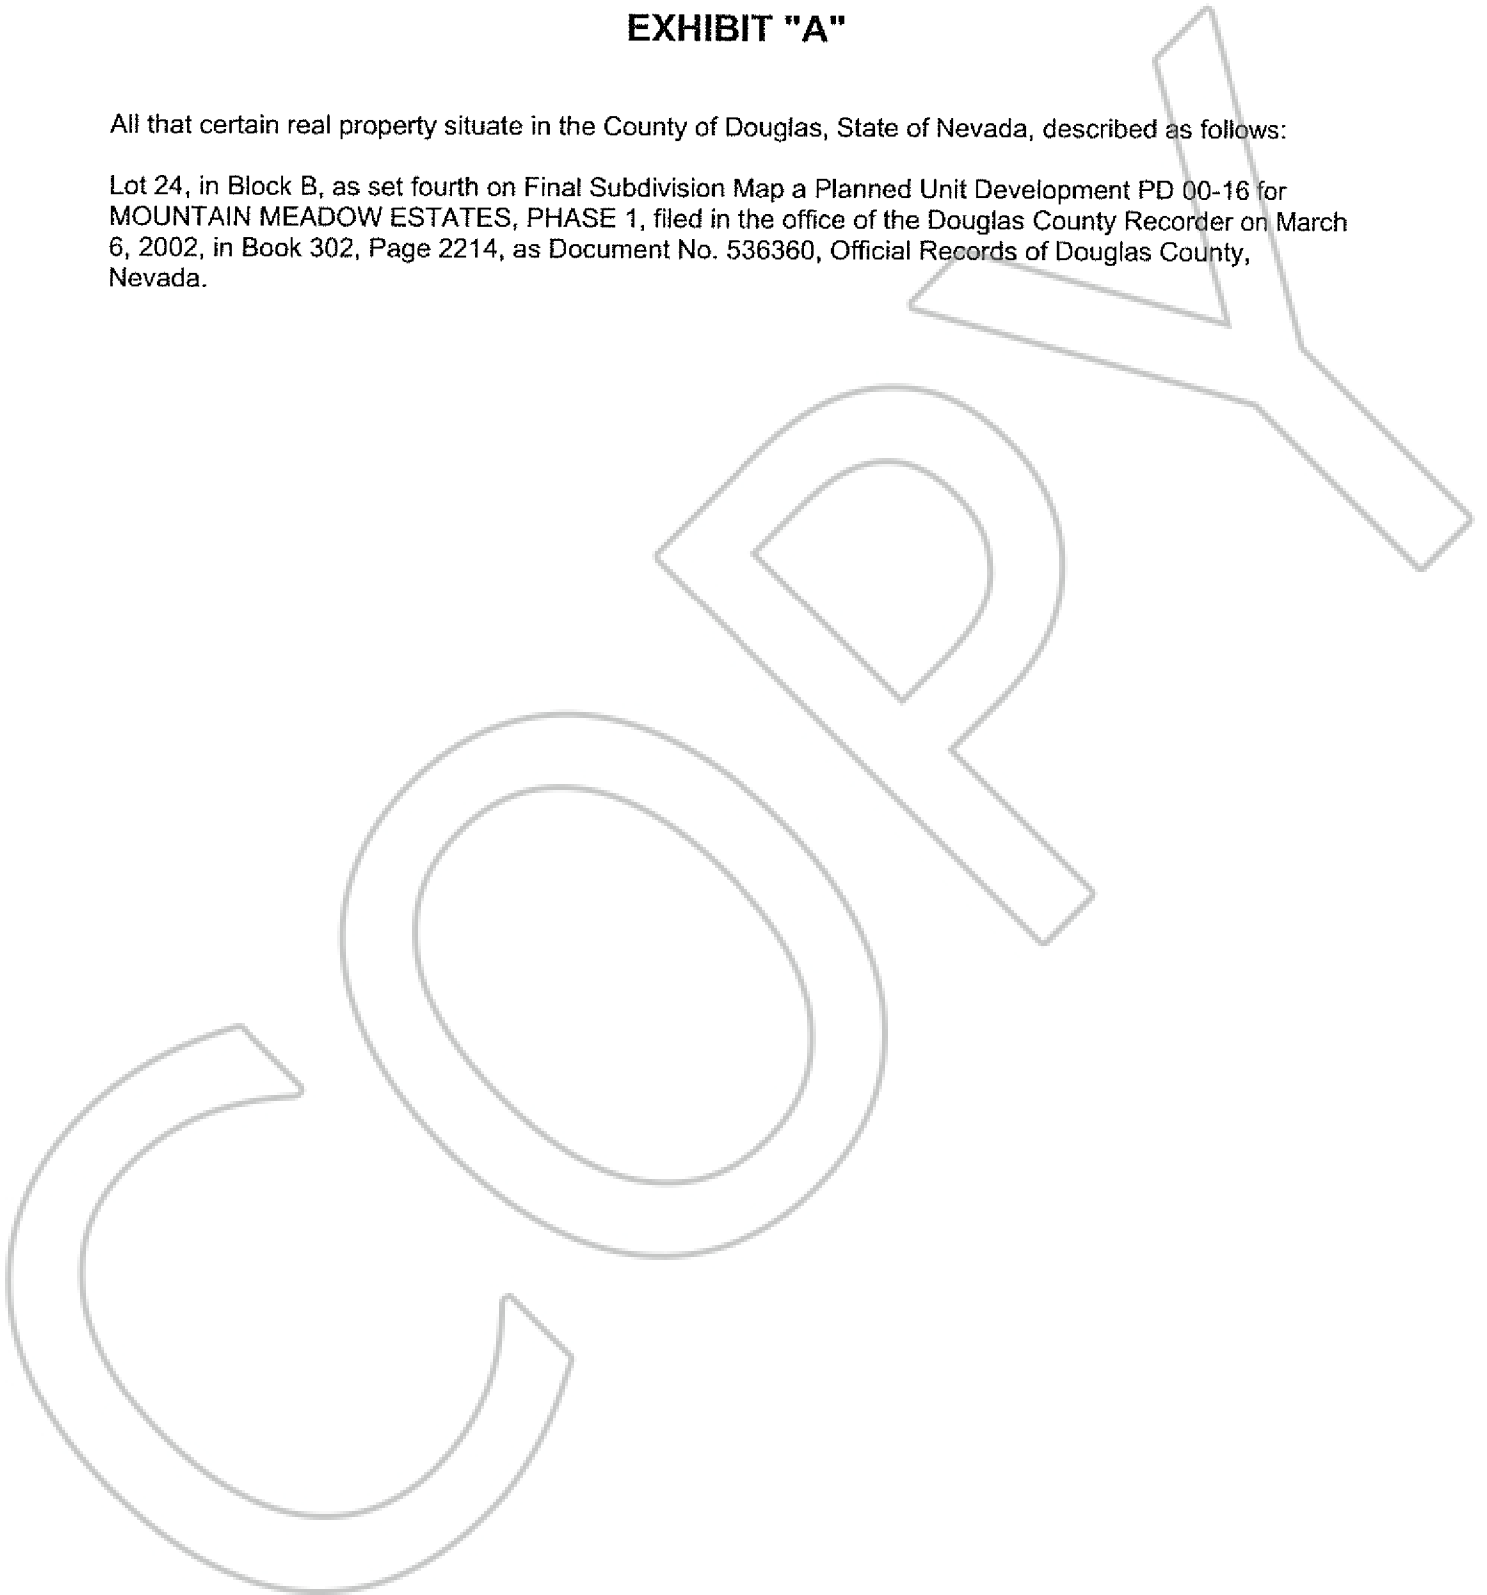 EXHIBIT "A"
All that certain real property situate in the County of Douglas, State of Nevada, described as follows:
Lot 24, in Block B, as set fourth on Final Subdivision Map a Planned Unit Development PD 00-16 for
MOUNTAIN MEADOW ESTATES, PHASE 1, filed in the office of the Douglas County Recorder on March
6, 2002, in Book 302, Page 2214, as Document No. 536360, Official Records of Douglas County,
Nevada.
COPY